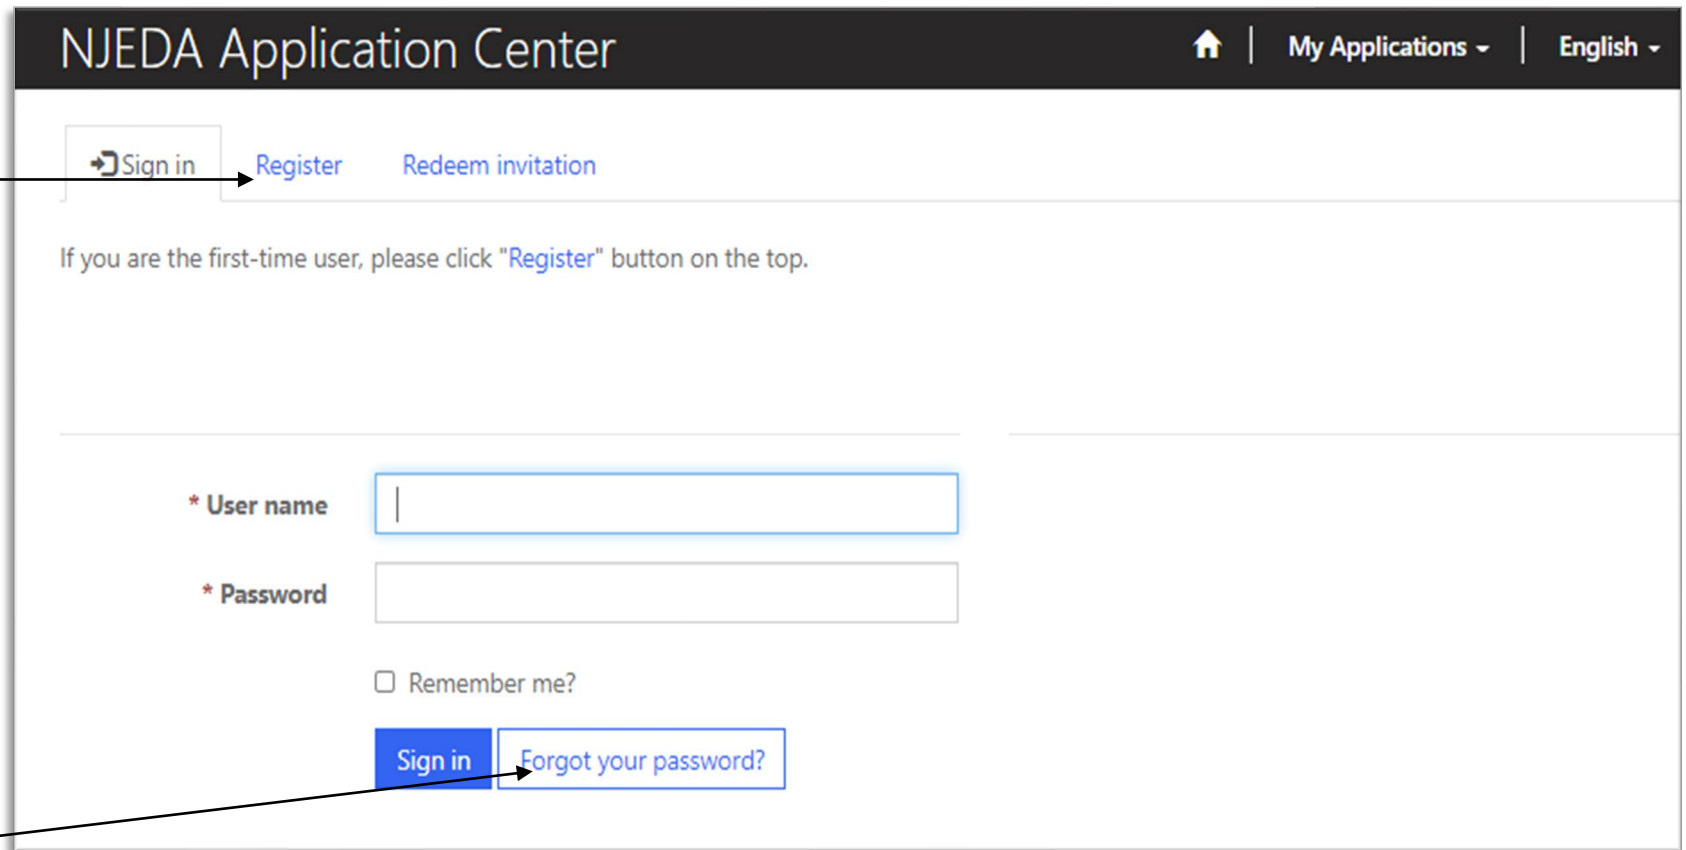 NJEDA Application Center
My Applications
English
Sign in
Register
Redeem invitation
If you are the first-time user, please click "Register" button on the top.
* User name
* Password
Remember me?
Sign in
Forgot your password?